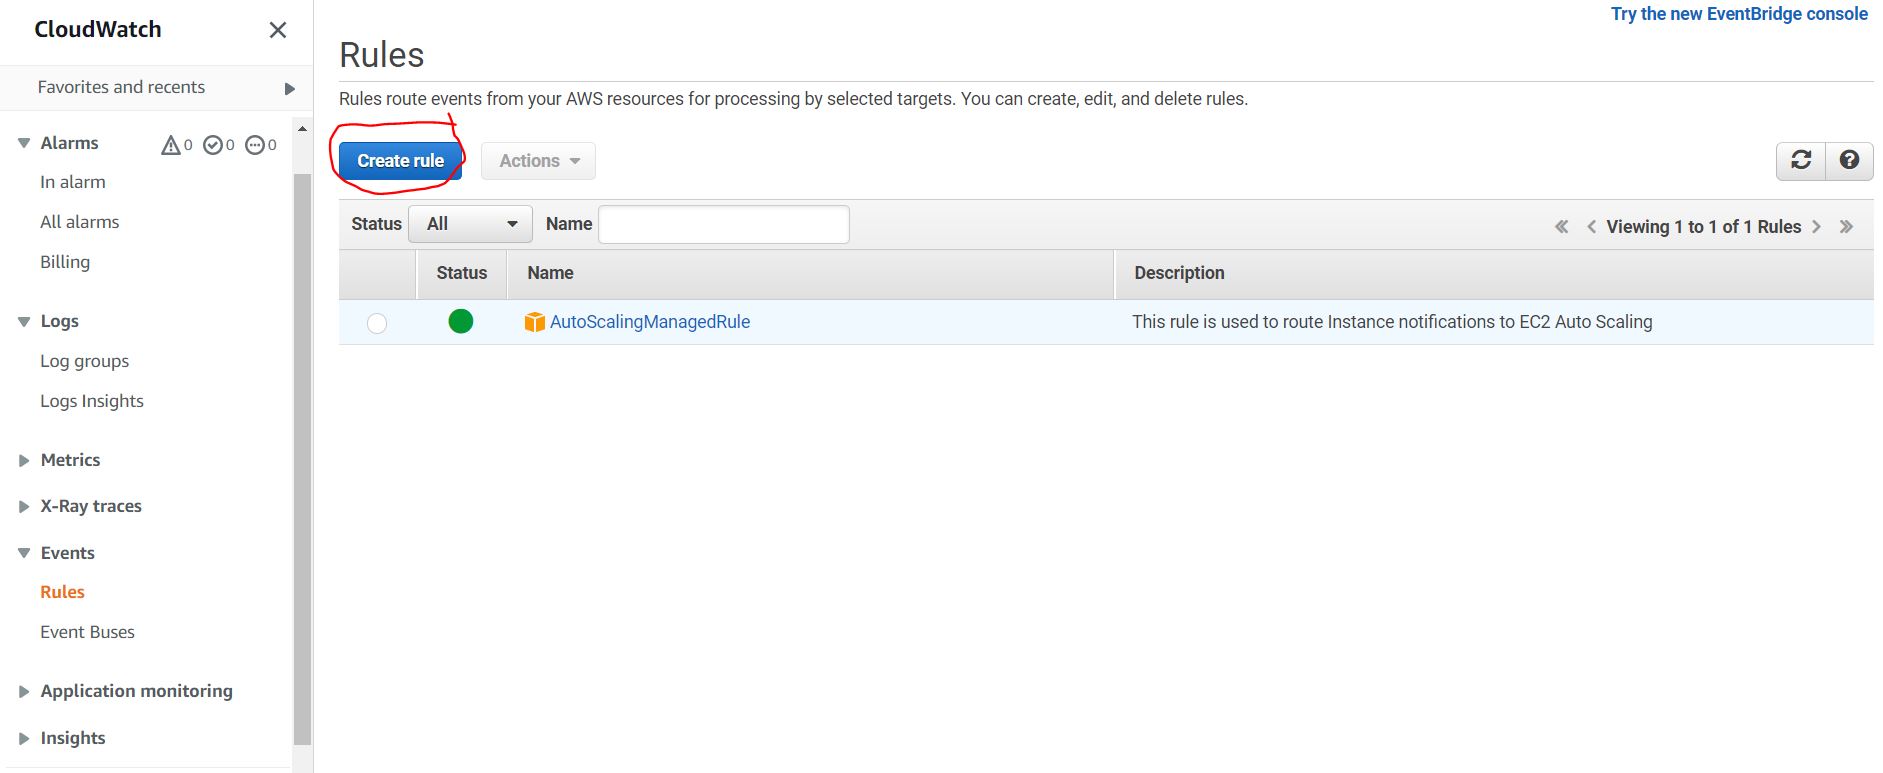 CloudWatch
Favorites and recents
Alarms 0 0 0
In alarm
All alarms
Billing
Logs
Log groups
Logs Insights
Metrics
X-Ray traces
Events
Rules
Event Buses
Application monitoring
Insights
Try the new EventBridge console
Rules
Rules route events from your AWS resources for processing by selected targets. You can create, edit, and delete rules.
Create rule Actions
Status All Name Viewing 1 to 1 of 1 Rules
Status Name Description
AutoScalingManagedRule This rule is used to route Instance notifications to EC2 Auto Scaling